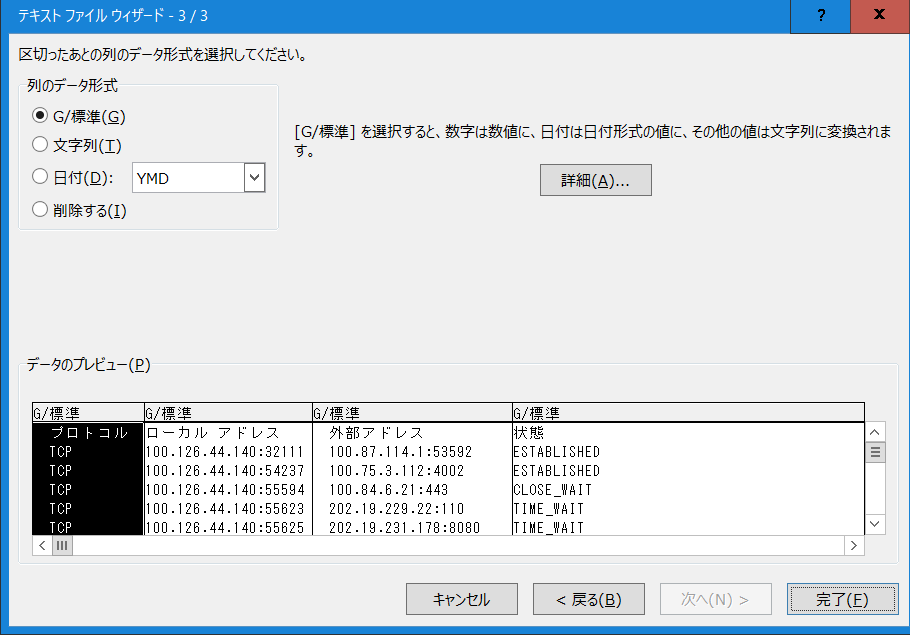 テキスト ファイル ウィザード - 3 / 3
?
x
区切ったあとの列のデータ形式を選択してください。
列のデータ形式
G/標準(G)
文字列(T)
日付(D): YMD
削除する(I)
[G/標準] を選択すると、数字は数値に、日付は日付形式の値に、その他の値は文字列に変換されま
す。
詳細(A)...
データのプレビュー(P)
G/標準 G/標準 G/標準 G/標準
プロトコル ローカル アドレス 外部アドレス 状態
TCP 100.126.44.140:32111 100.87.114.1:53592 ESTABLISHED
TCP 100.126.44.140:54237 100.75.3.112:4002 ESTABLISHED
TCP 100.126.44.140:55594 100.84.6.21:443 CLOSE_WAIT
TCP 100.126.44.140:55623 202.19.229.22:110 TIME_WAIT
TCP 100.126.44.140:55625 202.19.231.178:8080 TIME_WAIT
キャンセル < 戻る(B) 次へ(N) > 完了(F)